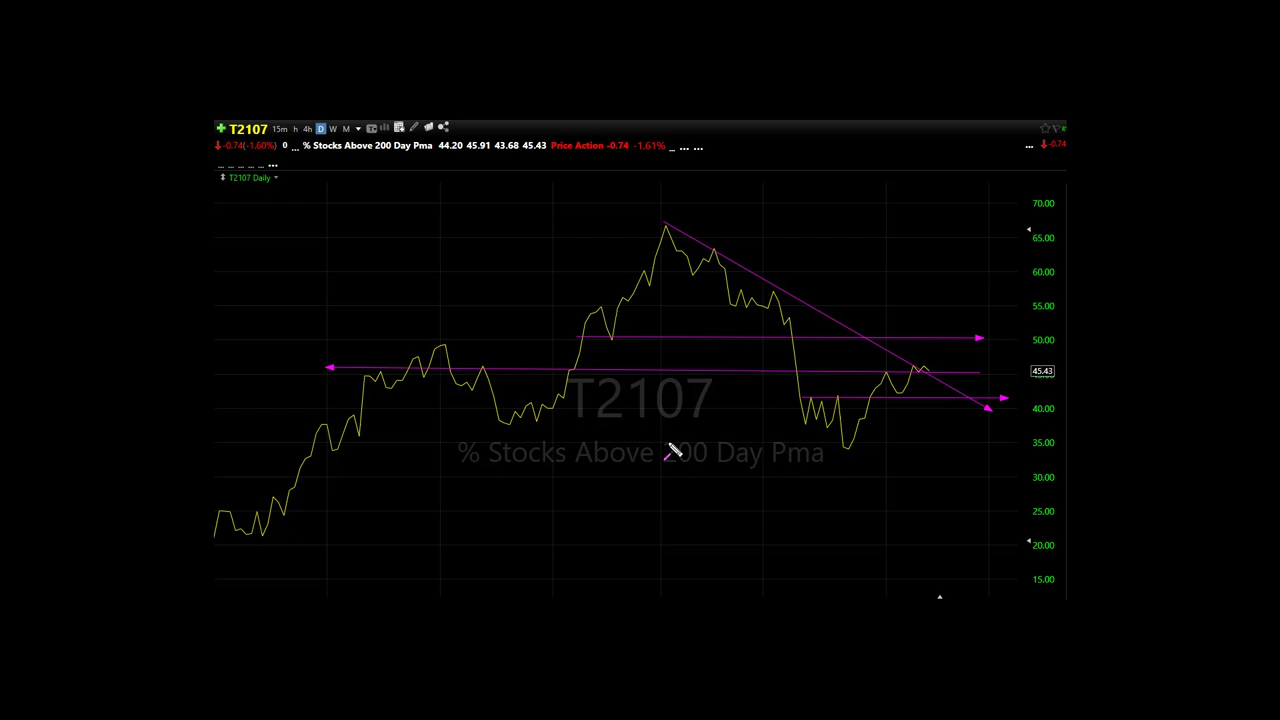 T2107 15m h 4h D W M
-0.74(-1.60%) 0 ... % Stocks Above 200 Day Pma 44.20 45.91 43.68 45.43 Price Action -0.74 -1.61% _ ... ... ... -0.74
... 
T2107 Daily
70.00
65.00
60.00
55.00
50.00
45.43
T2107
40.00
35.00
% Stocks Above 200 Day Pma
30.00
25.00
20.00
15.00